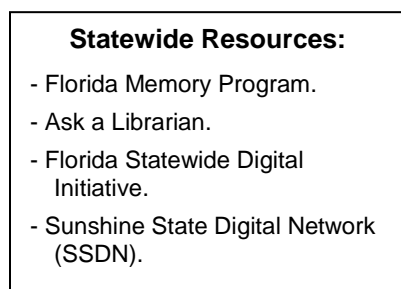 Statewide Resources:
- Florida Memory Program.
- Ask a Librarian.
- Florida Statewide Digital
Initiative.
- Sunshine State Digital Network
(SSDN).